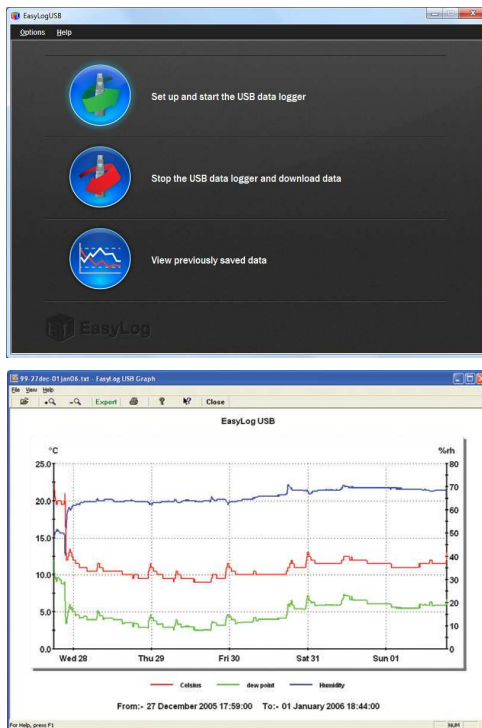 EasyLogUSB
Options Help
Set up and start the USB data logger
Stop the USB data logger and download data
View previously saved data
EasyLog
99-27dec-01jan06.txt - EasyLog USB Graph
File View Help
Export Close
EasyLog USB
°C %rh
25.0 80
70
20.0
60
15.0 50
40
10.0
30
5.0 20
10
0.0 0
Wed 28 Thu 29 Fri 30 Sat 31 Sun 01
Celsius dew point Humidity
From:- 27 December 2005 17:59:00 To:- 01 January 2006 18:44:00
For Help, press F1 NUM